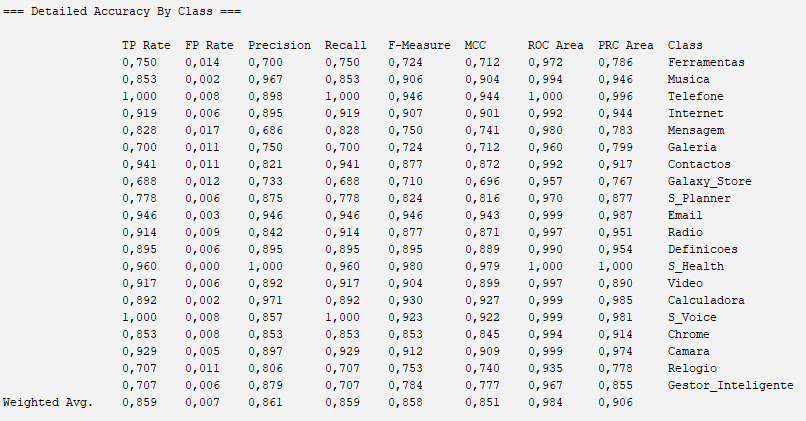 === Detailed Accuracy By Class ===
TP Rate FP Rate Precision Recall F-Measure MCC ROC Area PRC Area Class
0,750 0,014 0,700 0,750 0,724 0,712 0,972 0,786 Ferramentas
0,853 0,002 0,967 0,853 0,906 0,904 0,994 0,946 Musica
1,000 0,008 0,898 1,000 0,946 0,944 1,000 0,996 Telefone
0,919 0,006 0,895 0,919 0,907 0,901 0,992 0,944 Internet
0,828 0,017 0,686 0,828 0,750 0,741 0,980 0,783 Mensagem
0,700 0,011 0,750 0,700 0,724 0,712 0,960 0,799 Galeria
0,941 0,011 0,821 0,941 0,877 0,872 0,992 0,917 Contactos
0,688 0,012 0,733 0,688 0,710 0,696 0,957 0,767 Galaxy_Store
0,778 0,006 0,875 0,778 0,824 0,816 0,970 0,877 S_Planner
0,946 0,003 0,946 0,946 0,946 0,943 0,999 0,987 Email
0,914 0,009 0,842 0,914 0,877 0,871 0,997 0,951 Radio
0,895 0,006 0,895 0,895 0,895 0,889 0,990 0,954 Definicoes
0,960 0,000 1,000 0,960 0,980 0,979 1,000 1,000 S_Health
0,917 0,006 0,892 0,917 0,904 0,899 0,997 0,890 Video
0,892 0,002 0,971 0,892 0,930 0,927 0,999 0,985 Calculadora
1,000 0,008 0,857 1,000 0,923 0,922 0,999 0,981 S_Voice
0,853 0,008 0,853 0,853 0,853 0,845 0,994 0,914 Chrome
0,929 0,005 0,897 0,929 0,912 0,909 0,999 0,974 Camara
0,707 0,011 0,806 0,707 0,753 0,740 0,935 0,778 Relogio
0,707 0,006 0,879 0,707 0,784 0,777 0,967 0,855 Gestor_Inteligente
Weighted Avg. 0,859 0,007 0,861 0,859 0,858 0,851 0,984 0,906